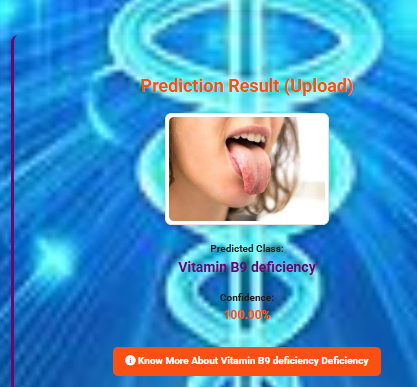 Prediction Result (Upload)
Predicted Class:
Vitamin B9 deficiency
Confidence:
100.00%
Know More About Vitamin B9 deficiency Deficiency